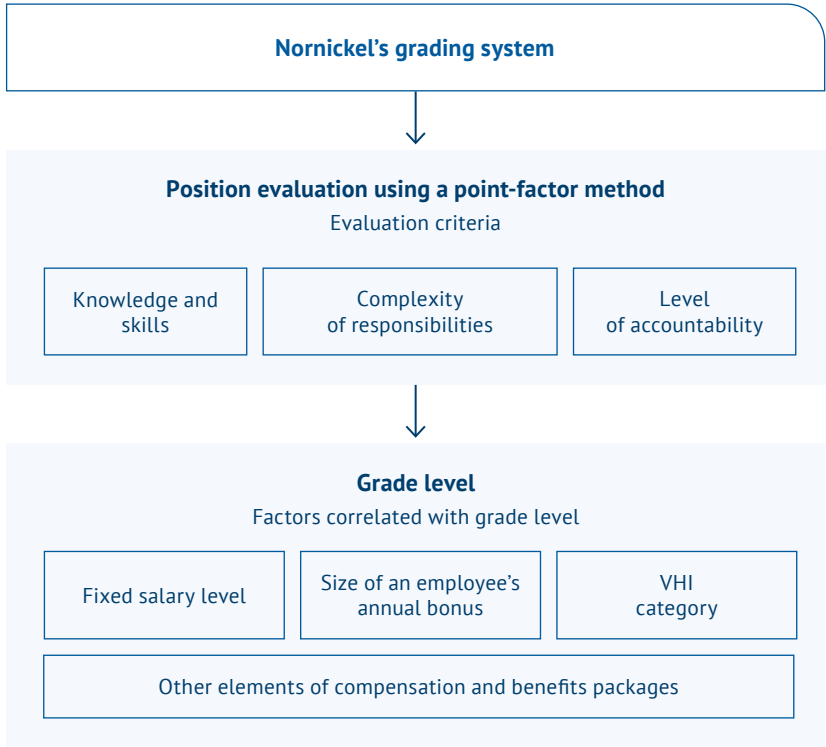 Nornickel’s grading system
Position evaluation using a point-factor method
Evaluation criteria
Knowledge and
skills
Complexity
of responsibilities
Level
of accountability
Grade level
Factors correlated with grade level
Fixed salary level
Size of an employee’s
annual bonus
VHI
category
Other elements of compensation and benefits packages